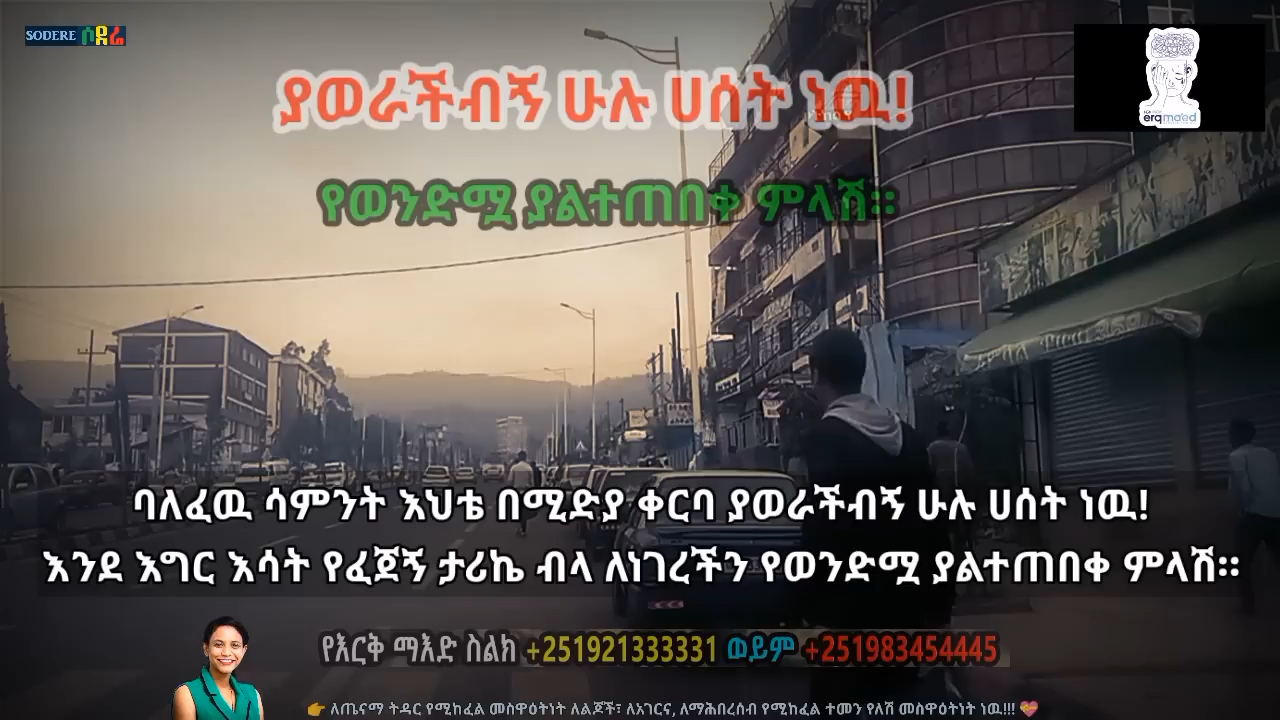 SODERE ሶደሬ
erqmaed
ያወራችብኝ ሁሉ ሀሰት ነዉ!
የወንድሟ ያልተጠበቀ ምላሽ።
ባለፈዉ ሳምንት እህቴ በሚድያ ቀርባ ያወራችብኝ ሁሉ ሀሰት ነዉ!
እንደ እግር እሳት የፈጀኝ ታሪኬ ብላ ለነገረችን የወንድሟ ያልተጠበቀ ምላሽ።
የእርቅ ማእድ ስልክ +251921333331 ወይም +251983454445
👉 ለጤናማ ትዳር የሚከፈል መስዋዕትነት ለልጆች፣ ለአገርና, ለማሕበረሰብ የሚከፈል ተመን የለሽ መስዋዕትነት ነዉ!!! 💝